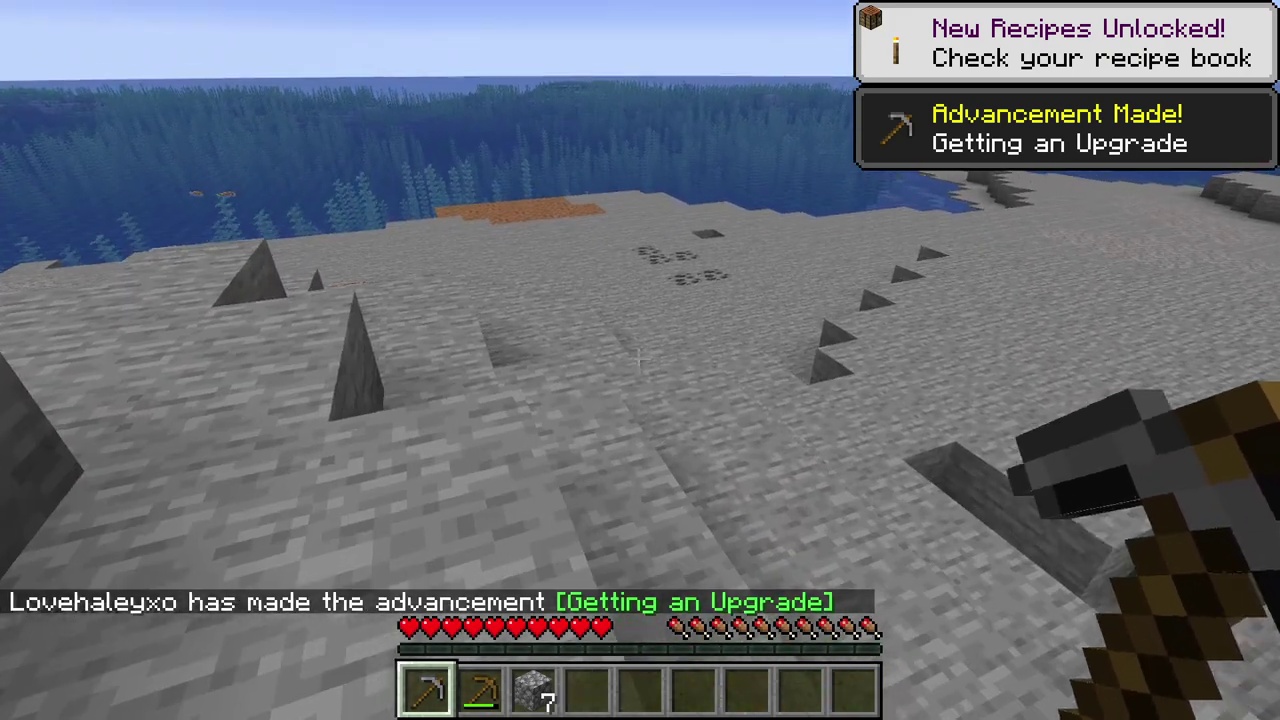 New Recipes Unlocked!
Check your recipe book
Advancement Made!
Getting an Upgrade
Lovehaleyxo has made the advancement [Getting an Upgrade]
7